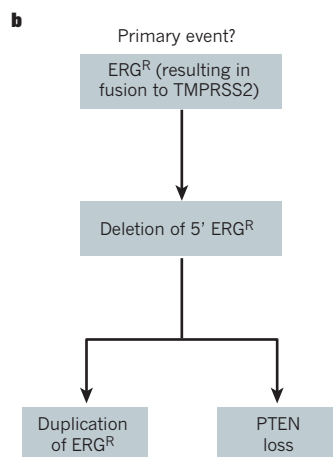 b
Primary event?
ERGR (resulting in
fusion to TMPRSS2)
Deletion of 5' ERGR
Duplication
of ERGR
PTEN
loss